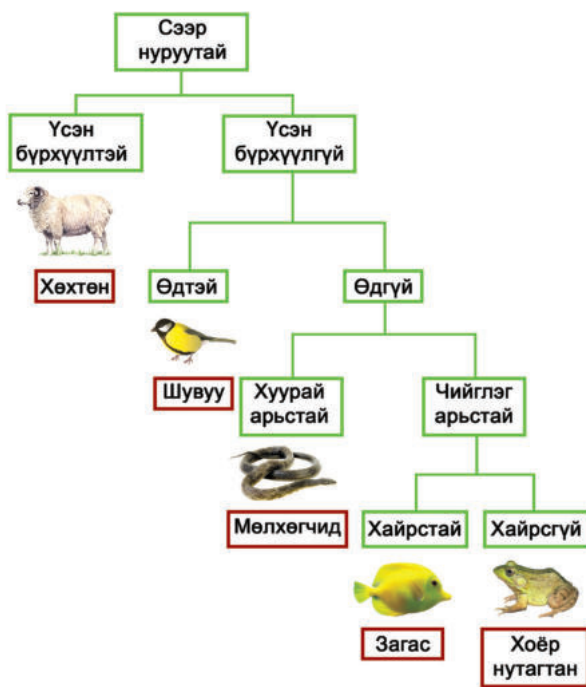 Сээр
нуруутай
Үсэн
бүрхүүлтэй
Үсэн
бүрхүүлгүй
Хөхтөн
Өдтэй
Өдгүй
Шувуу
Хуурай
арьстай
Чийглэг
арьстай
Мөлхөгчид
Хайрстай
Хайрсгүй
Загас
Хоёр
нутагтан